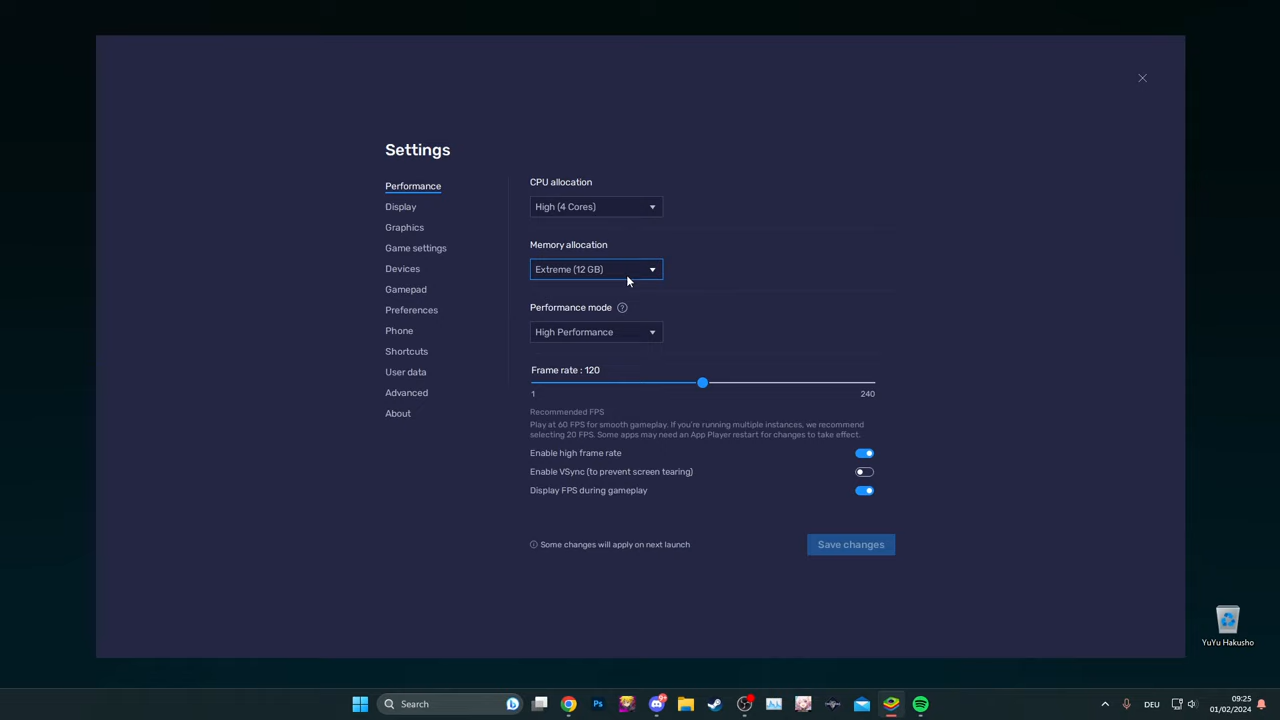 Settings
Performance
Display
Graphics
Game settings
Devices
Gamepad
Preferences
Phone
Shortcuts
User data
Advanced
About
CPU allocation
High (4 Cores)
Memory allocation
Extreme (12 GB)
Performance mode
?
High Performance
Frame rate : 120
1
240
Recommended FPS
Play at 60 FPS for smooth gameplay. If you're running multiple instances, we recommend
selecting 20 FPS. Some apps may need an App Player restart for changes to take effect.
Enable high frame rate
Enable VSync (to prevent screen tearing)
Display FPS during gameplay
Some changes will apply on next launch
Save changes
YuYu Hakusho
Search
DEU
09:25
01/02/2024
Ps
9+